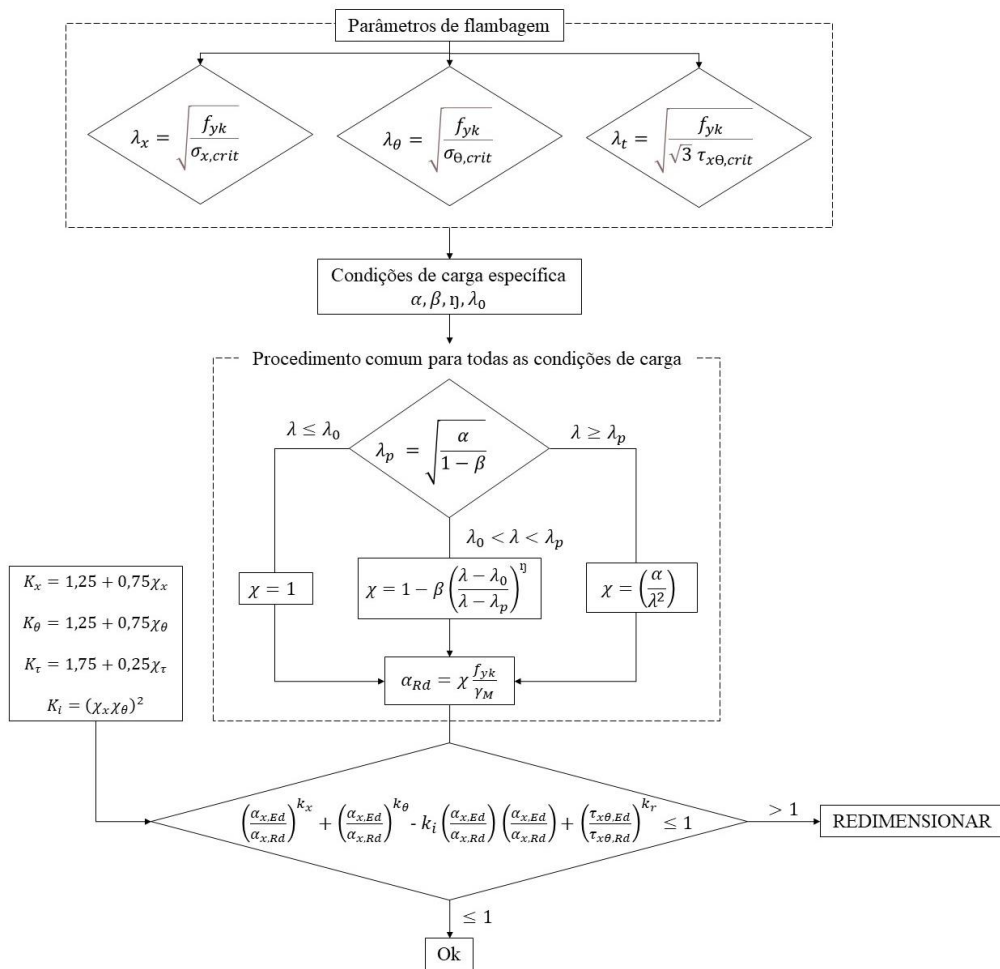 Parâmetros de flambagem
λ_x = √(f_yk / σ_x,crit)
λ_θ = √(f_yk / σ_θ,crit)
λ_t = √(f_yk / (√3 τ_xθ,crit))
Condições de carga específica
α, β, ŋ, λ_0
Procedimento comum para todas as condições de carga
λ ≤ λ_0
λ_p = √(α / (1 − β))
λ ≥ λ_p
λ_0 < λ < λ_p
χ = 1
χ = 1 − β ((λ − λ_0) / (λ − λ_p))^ŋ
χ = (α / λ^2)
α_Rd = χ f_yk / γ_M
K_x = 1,25 + 0,75χ_x
K_θ = 1,25 + 0,75χ_θ
K_τ = 1,75 + 0,25χ_τ
K_i = (χ_x χ_θ)^2
(α_x,Ed / α_x,Rd)^k_x + (α_x,Ed / α_x,Rd)^k_θ - k_i (α_x,Ed / α_x,Rd) (α_x,Ed / α_x,Rd) + (τ_xθ,Ed / τ_xθ,Rd)^k_r ≤ 1
> 1
REDIMENSIONAR
≤ 1
Ok